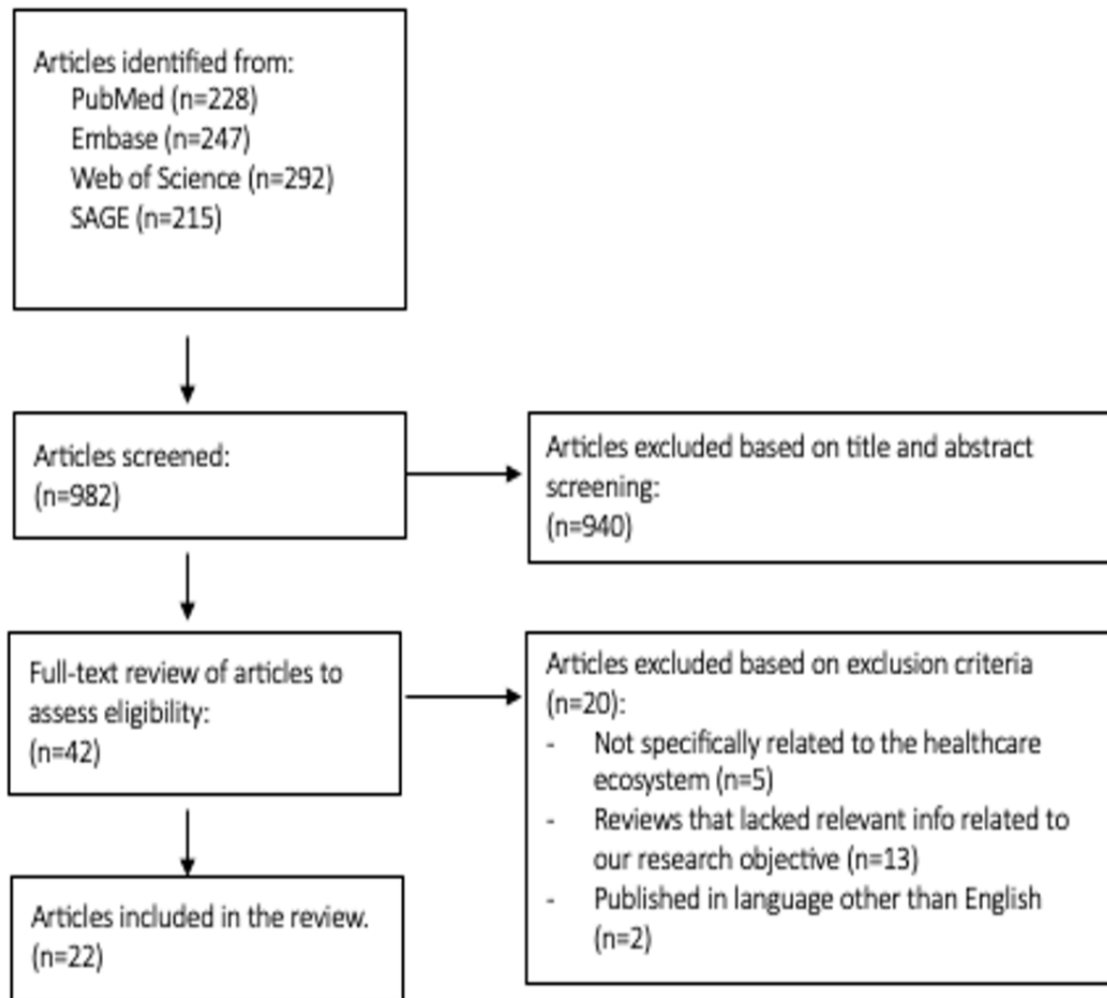 Articles identified from:
PubMed (n=228)
Embase (n=247)
Web of Science (n=292)
SAGE (n=215)
Articles screened:
(n=982)
Articles excluded based on title and abstract
screening:
(n=940)
Full-text review of articles to
assess eligibility:
(n=42)
Articles excluded based on exclusion criteria
(n=20):
- Not specifically related to the healthcare
ecosystem (n=5)
- Reviews that lacked relevant info related to
our research objective (n=13)
- Published in language other than English
(n=2)
Articles included in the review.
(n=22)